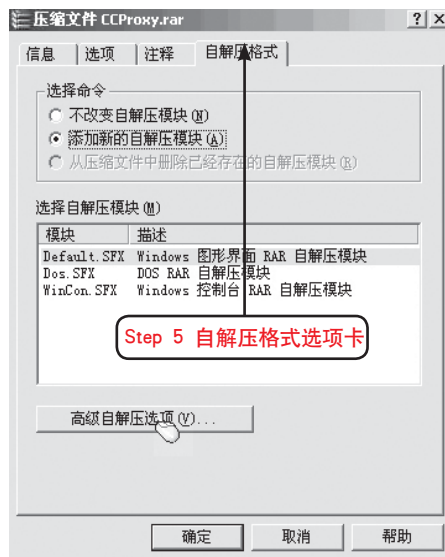 压缩文件 CCProxy.rar
信息 选项 注释 自解压格式
选择命令
不改变自解压模块(N)
添加新的自解压模块(A)
从压缩文件中删除已经存在的自解压模块(R)
选择自解压模块(M)
模块 描述
Default.SFX Windows 图形界面 RAR 自解压模块
Dos.SFX DOS RAR 自解压模块
WinCon.SFX Windows 控制台 RAR 自解压模块
Step 5 自解压格式选项卡
高级自解压选项(V)...
确定 取消 帮助